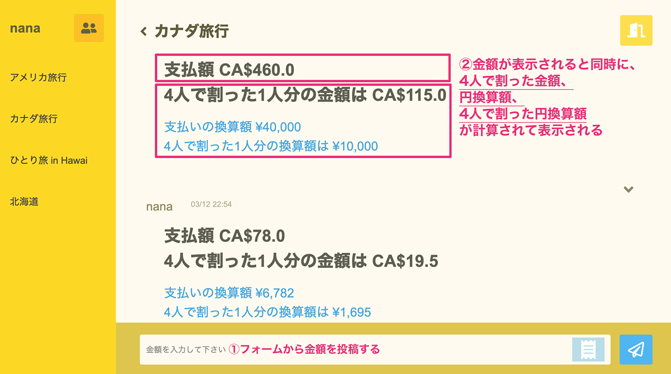 nana
アメリカ旅行
カナダ旅行
ひとり旅 in Hawai
北海道
カナダ旅行
支払額 CA$460.0
4人で割った1人分の金額は CA$115.0
支払いの換算額 ¥40,000
4人で割った1人分の換算額は ¥10,000
②金額が表示されると同時に、
4人で割った金額、
円換算額、
4人で割った円換算額
が計算されて表示される
nana 03/12 22:54
支払額 CA$78.0
4人で割った1人分の金額は CA$19.5
支払いの換算額 ¥6,782
4人で割った1人分の換算額は ¥1,695
金額を入力して下さい ①フォームから金額を投稿する